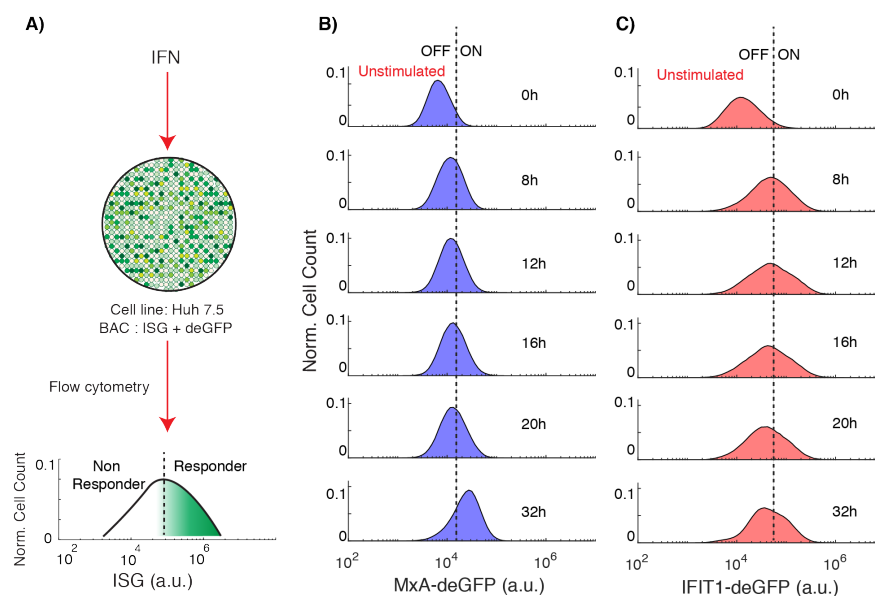 A)
IFN
Cell line: Huh 7.5
BAC : ISG + deGFP
Flow cytometry
Norm. Cell Count
0.1
0
Non
Responder
Responder
10^2
10^4
10^6
ISG (a.u.)
B)
OFF ON
Unstimulated
0.1
0
0h
0.1
0
8h
0.1
0
12h
0.1
0
16h
0.1
0
20h
0.1
0
32h
Norm. Cell Count
10^2
10^4
10^6
MxA-deGFP (a.u.)
C)
OFF ON
Unstimulated
0.1
0
0h
0.1
0
8h
0.1
0
12h
0.1
0
16h
0.1
0
20h
0.1
0
32h
10^2
10^4
10^6
IFIT1-deGFP (a.u.)